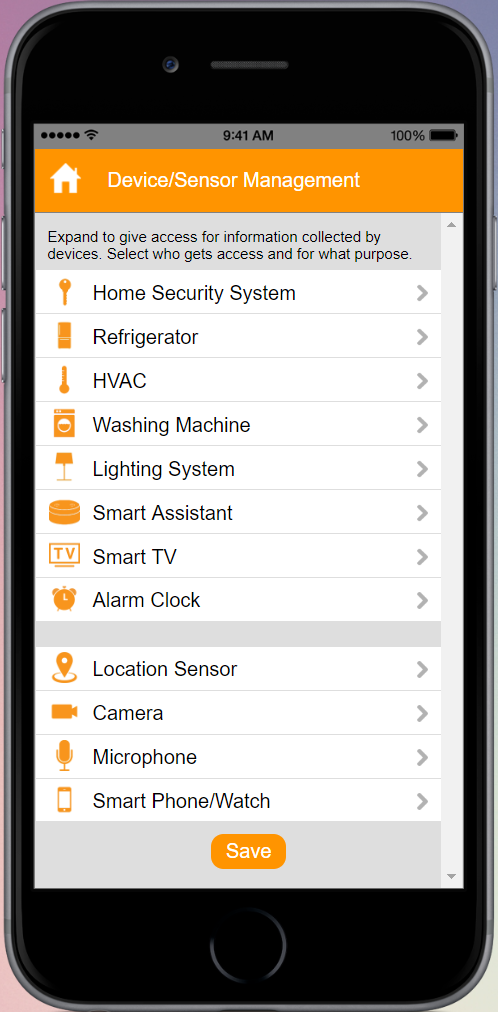 9:41 AM
100%
Device/Sensor Management
Expand to give access for information collected by
devices. Select who gets access and for what purpose.
Home Security System
Refrigerator
HVAC
Washing Machine
Lighting System
Smart Assistant
TV
Smart TV
Alarm Clock
Location Sensor
Camera
Microphone
Smart Phone/Watch
Save